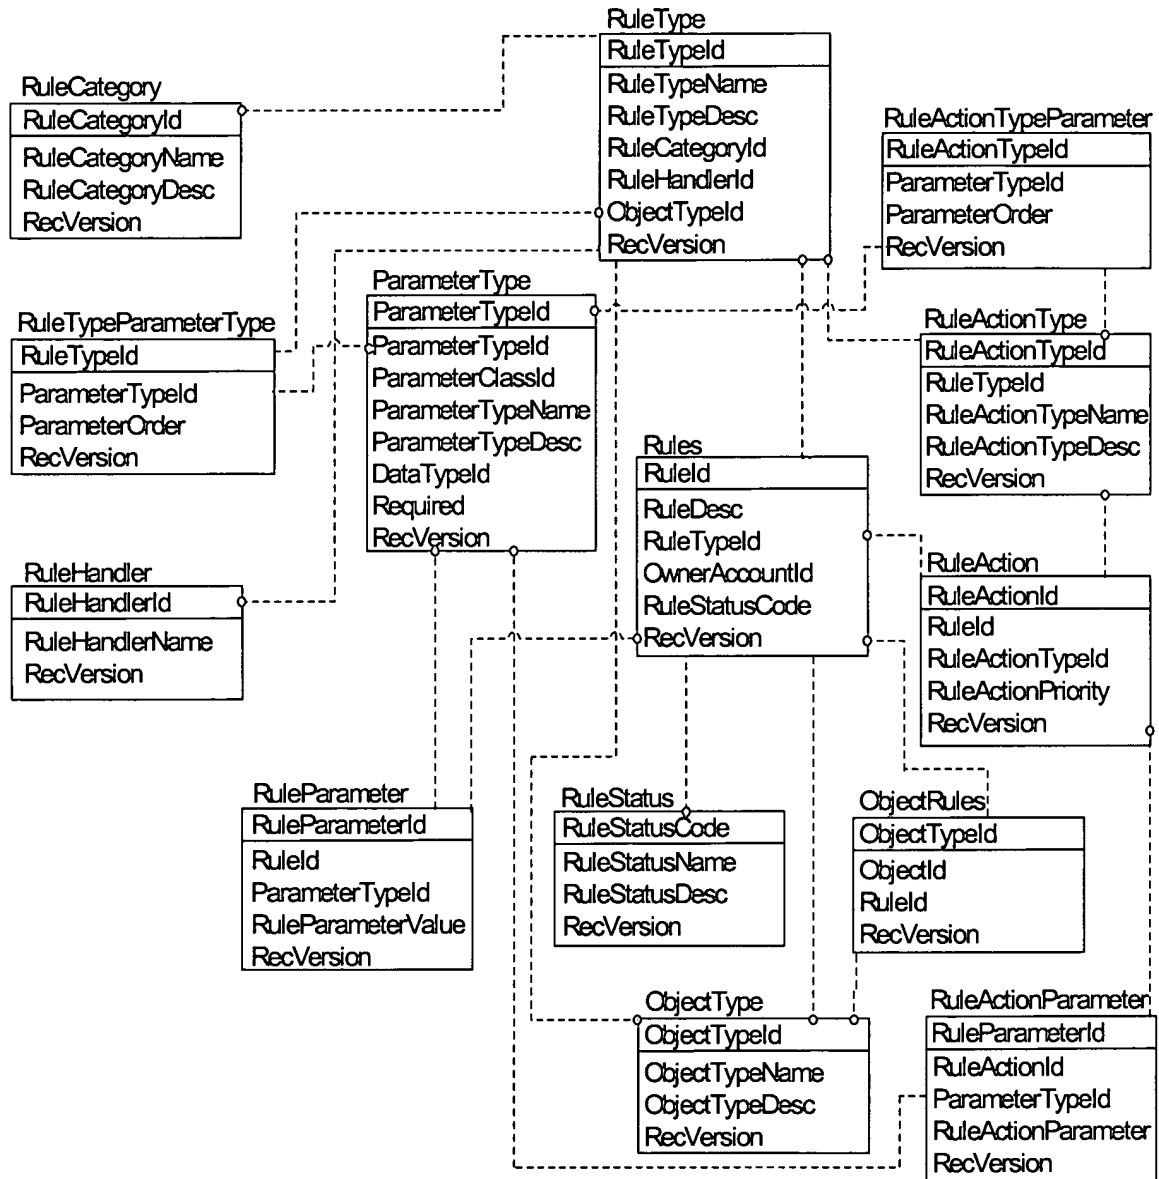 RuleType
RuleTypeId
RuleTypeName
RuleTypeDesc
RuleCategoryId
RuleHandlerId
ObjectTypeId
RecVersion
RuleCategory
RuleCategoryId
RuleCategoryName
RuleCategoryDesc
RecVersion
RuleActionTypeParameter
RuleActionTypeId
ParameterTypeId
ParameterOrder
RecVersion
ParameterType
ParameterTypeId
ParameterTypeId
ParameterClassId
ParameterTypeName
ParameterTypeDesc
DataTypeId
Required
RecVersion
RuleTypeParameterType
RuleTypeId
ParameterTypeId
ParameterOrder
RecVersion
RuleActionType
RuleActionTypeId
RuleTypeId
RuleActionTypeName
RuleActionTypeDesc
RecVersion
Rules
RuleId
RuleDesc
RuleTypeId
OwnerAccountId
RuleStatusCode
RecVersion
RuleHandler
RuleHandlerId
RuleHandlerName
RecVersion
RuleAction
RuleActionId
RuleId
RuleActionTypeId
RuleActionPriority
RecVersion
RuleParameter
RuleParameterId
RuleId
ParameterTypeId
RuleParameterValue
RecVersion
RuleStatus
RuleStatusCode
RuleStatusName
RuleStatusDesc
RecVersion
ObjectRules
ObjectTypeId
ObjectId
RuleId
RecVersion
ObjectType
ObjectTypeId
ObjectTypeName
ObjectTypeDesc
RecVersion
RuleActionParameter
RuleParameterId
RuleActionId
ParameterTypeId
RuleActionParameter
RecVersion